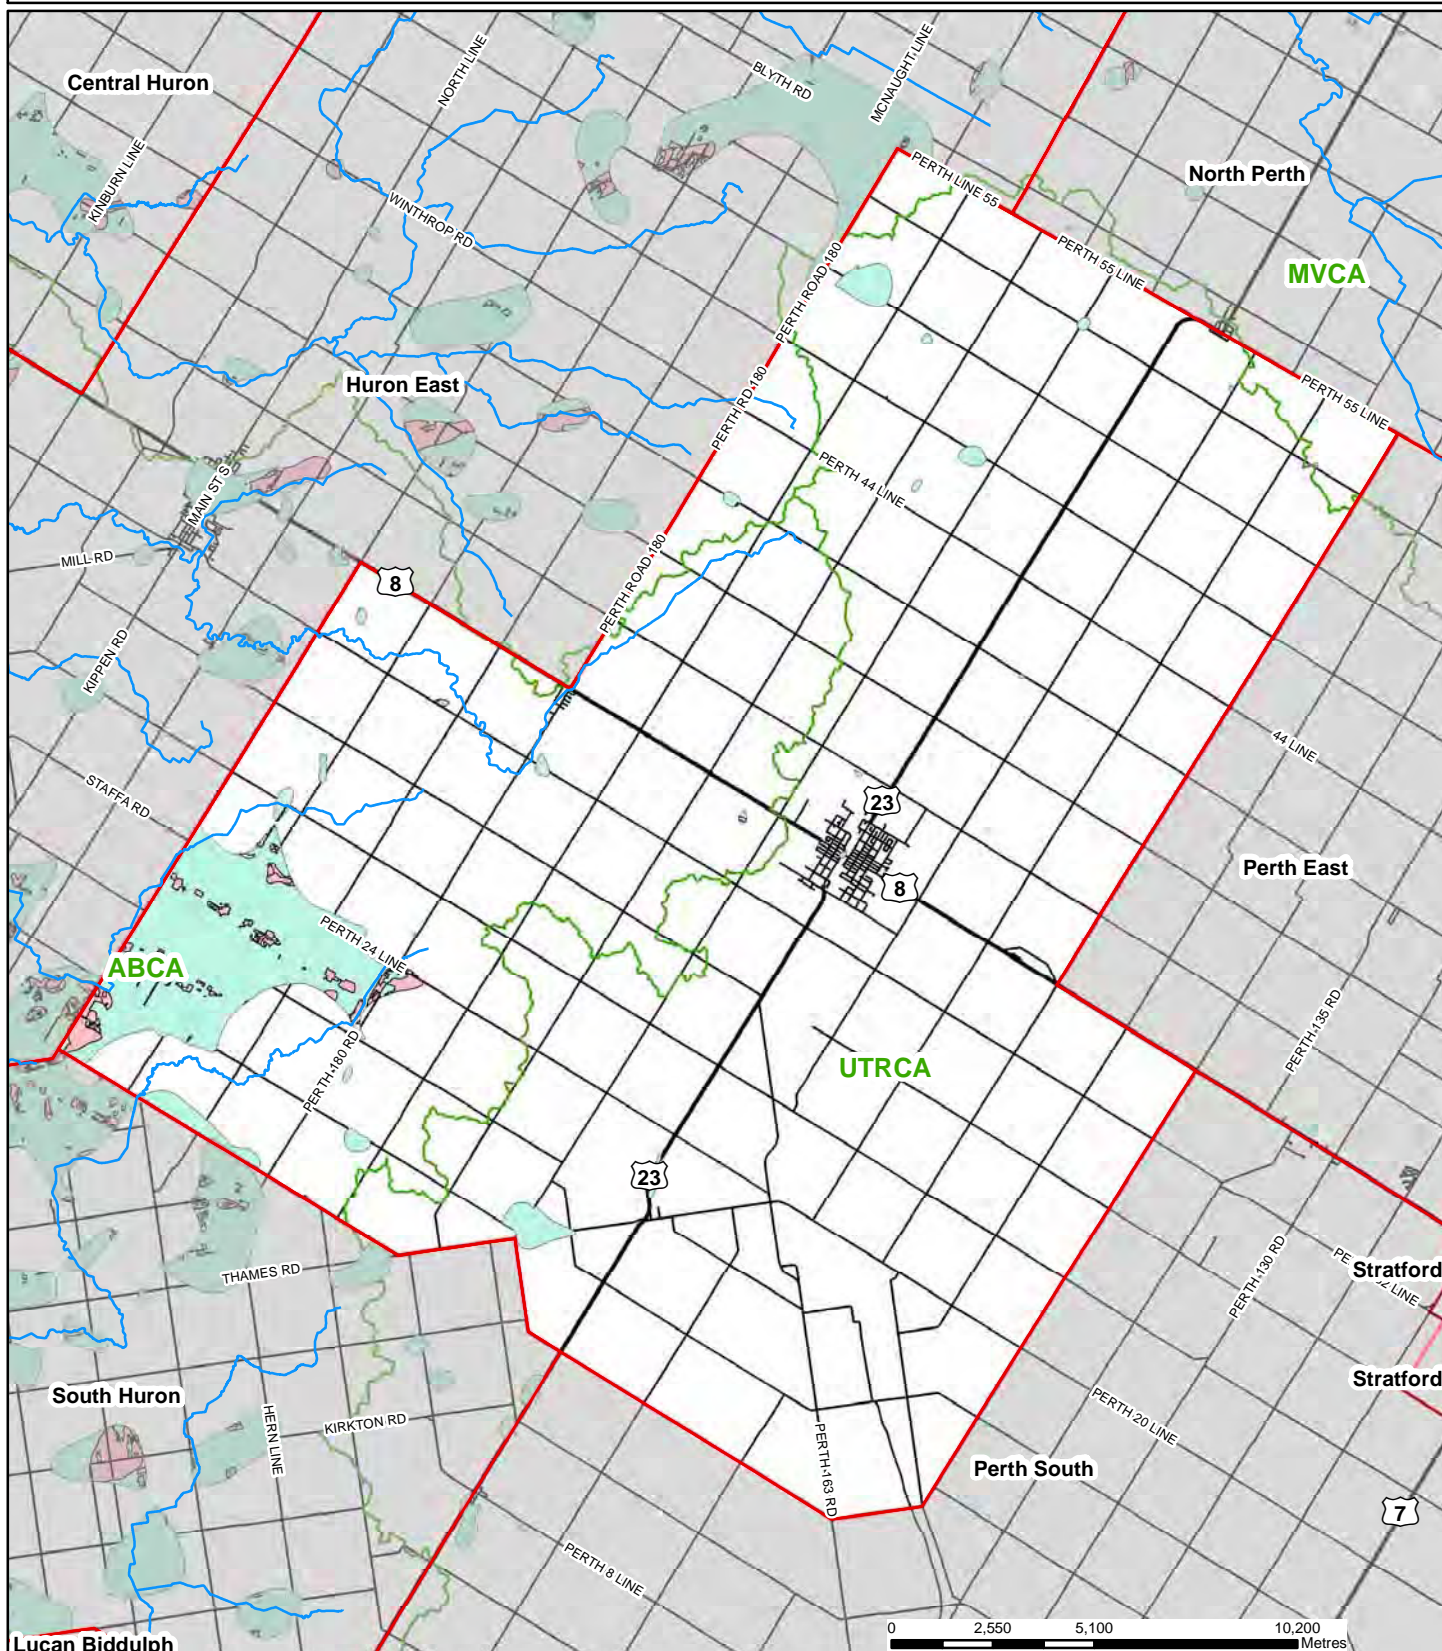 Central Huron
NORTH LINE
BLYTH RD
MCNAUGHT LINE
KINBURN LINE
PERTH LINE 55
North Perth
WINTHROP RD
PERTH 55 LINE
MVCA
PERTH ROAD 180
Huron East
PERTH RD 180
PERTH 55 LINE
PERTH 44 LINE
MAIN ST S
MILL RD
8
PERTH ROAD 180
KIPPEN RD
44 LINE
STAFFA RD
23
Perth East
8
PERTH 24 LINE
ABCA
PERTH 135 RD
PERTH 180 RD
UTRCA
23
THAMES RD
PERTH 130 RD
Stratford
South Huron
Stratford
HERN LINE
KIRKTON RD
PERTH 20 LINE
PERTH 163 RD
Perth South
7
PERTH 8 LINE
0 2,550 5,100 10,200
Metres
Lucan Biddulph